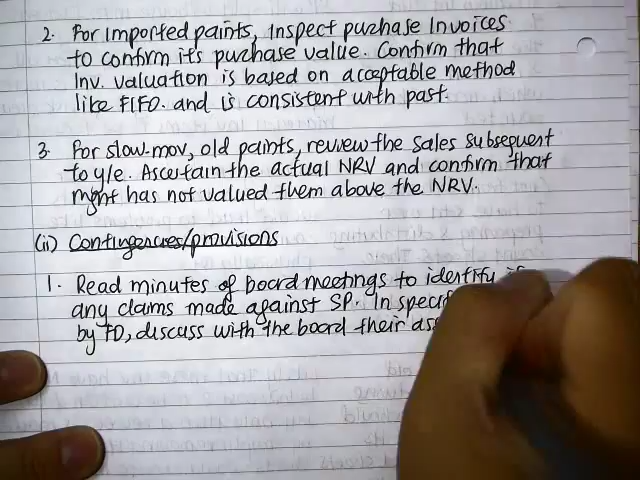 2. For imported paints, inspect puzhase invoices
to confirm its puzhase value. Confirm that
inv. valuation is based on acceptable method
like FIFO. and is consistent with past.
3. For slow-mov, old paints, review the sales subsequent
to y/e. Ascertain the actual NRV and confirm that
mgmt has not valued them above the NRV.
(ii) Contingencies/provisions
1. Read minutes of board meetings to identify if
any claims made against SP. In
by FD, discuss with the board their